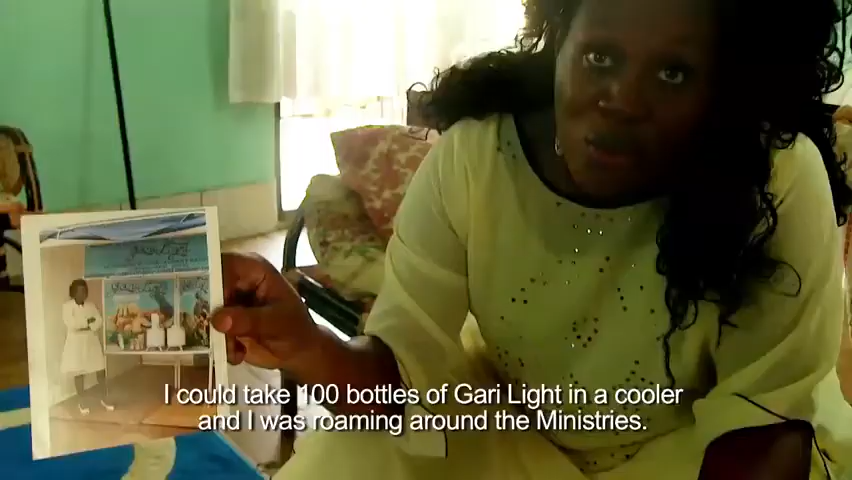 I could take 100 bottles of Gari Light in a cooler
and I was roaming around the Ministries.